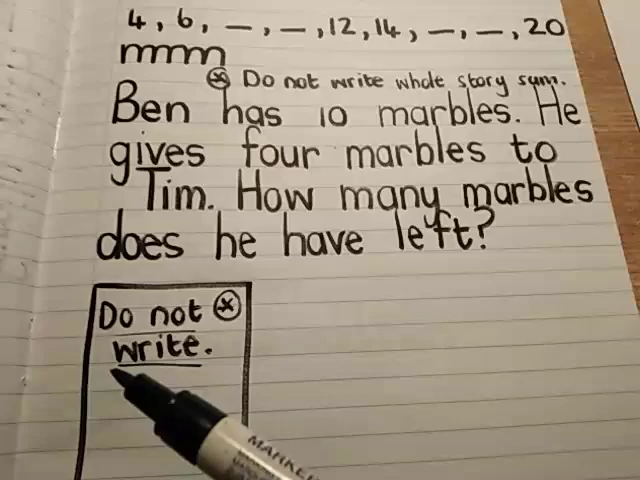 4, 6, _, _, 12, 14, _, _, 20
Do not write whole story sum.
Ben has 10 marbles. He
gives four marbles to
Tim. How many marbles
does he have left?
Do not
write.
MARKER